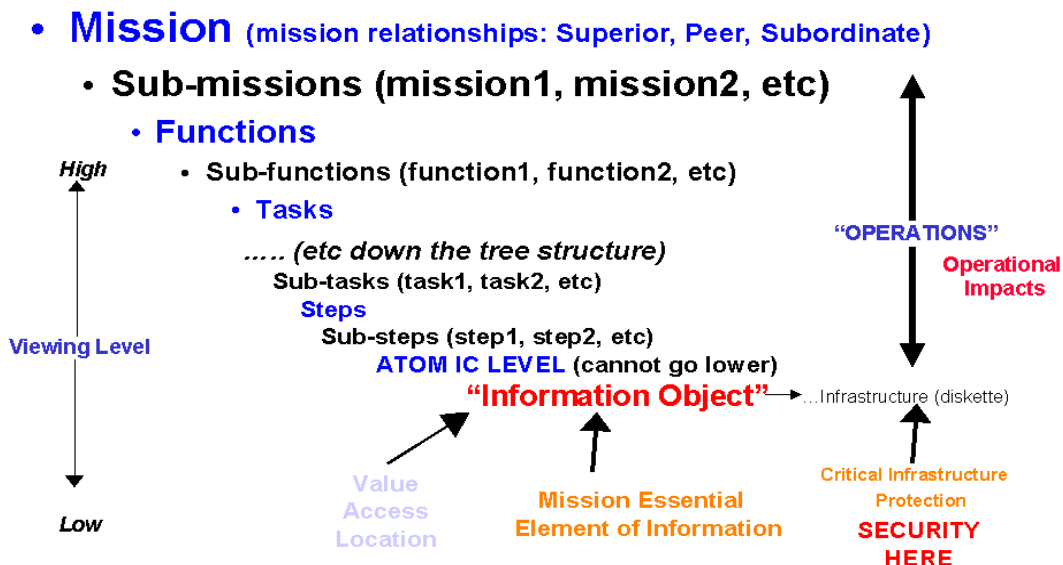 • Mission (mission relationships: Superior, Peer, Subordinate)
• Sub-missions (mission1, mission2, etc)
• Functions
High
• Sub-functions (function1, function2, etc)
• Tasks
“OPERATIONS”
….. (etc down the tree structure)
Operational
Impacts
Sub-tasks (task1, task2, etc)
Steps
Sub-steps (step1, step2, etc)
Viewing Level
ATOM IC LEVEL (cannot go lower)
“Information Object”
…Infrastructure (diskette)
Value
Access
Location
Mission Essential
Element of Information
Critical Infrastructure
Protection
SECURITY
HERE
Low